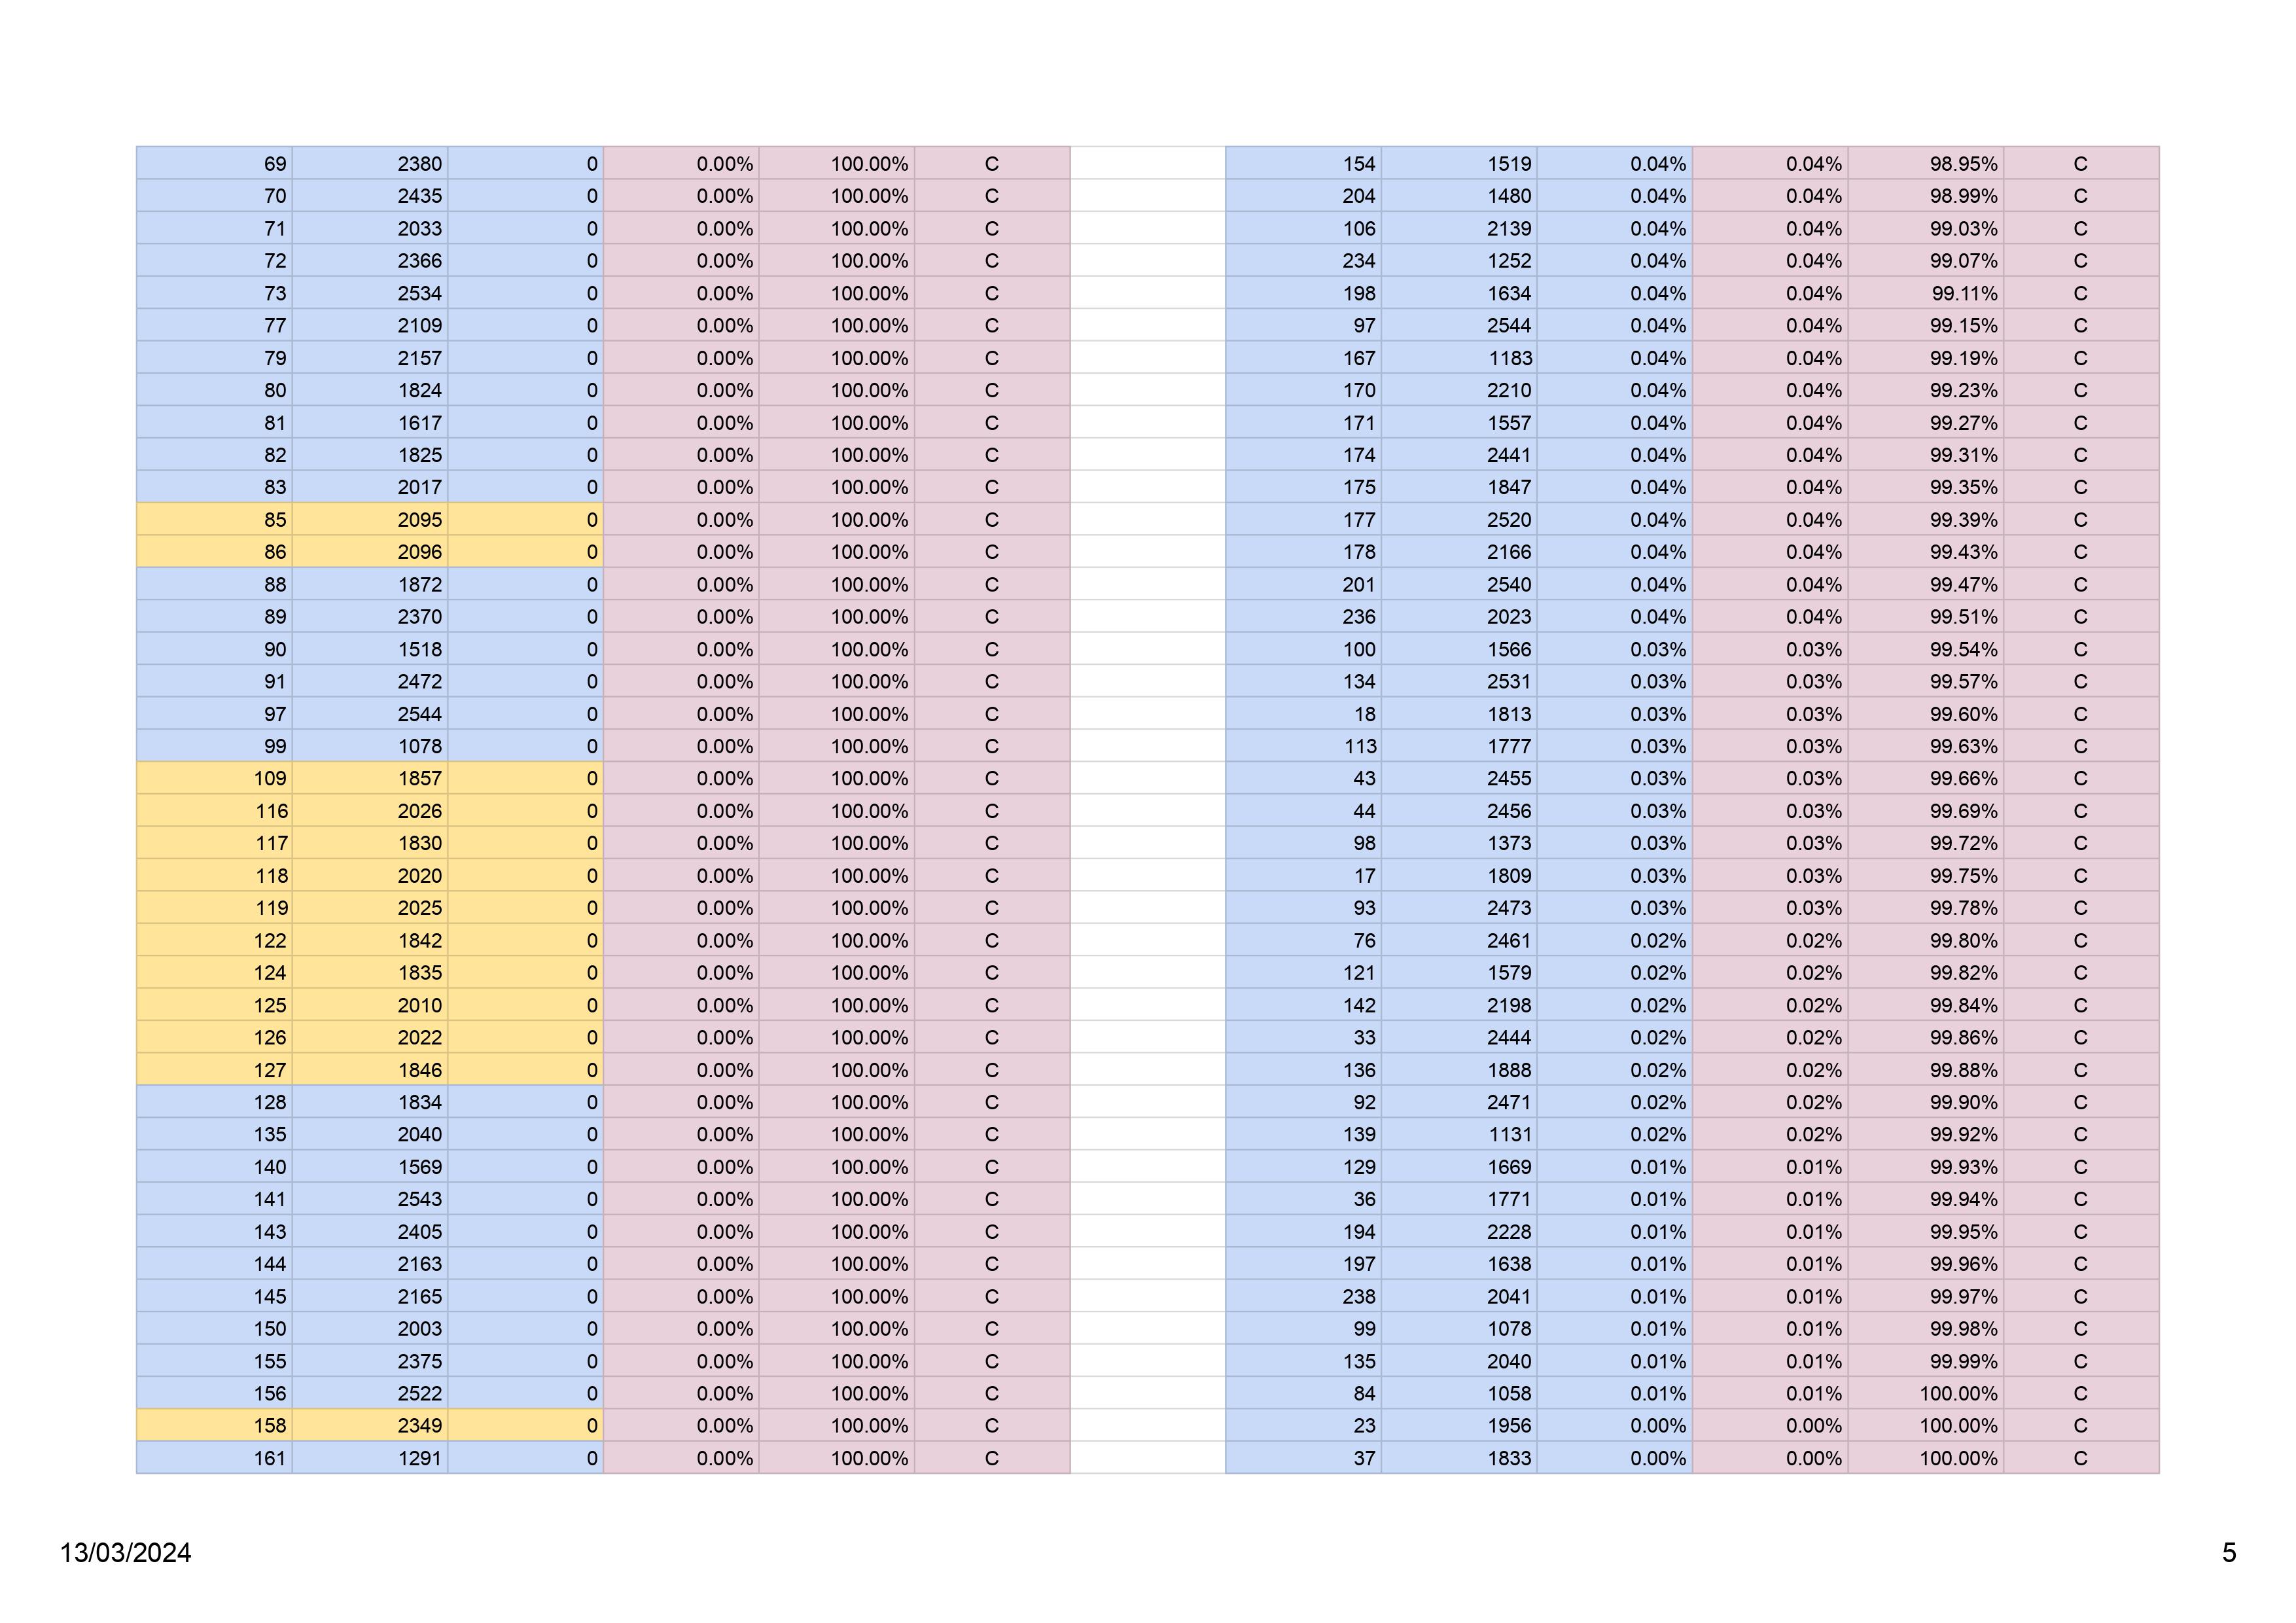 69 2380 0 0.00% 100.00% C 154 1519 0.04% 0.04% 98.95% C
70 2435 0 0.00% 100.00% C 204 1480 0.04% 0.04% 98.99% C
71 2033 0 0.00% 100.00% C 106 2139 0.04% 0.04% 99.03% C
72 2366 0 0.00% 100.00% C 234 1252 0.04% 0.04% 99.07% C
73 2534 0 0.00% 100.00% C 198 1634 0.04% 0.04% 99.11% C
77 2109 0 0.00% 100.00% C 97 2544 0.04% 0.04% 99.15% C
79 2157 0 0.00% 100.00% C 167 1183 0.04% 0.04% 99.19% C
80 1824 0 0.00% 100.00% C 170 2210 0.04% 0.04% 99.23% C
81 1617 0 0.00% 100.00% C 171 1557 0.04% 0.04% 99.27% C
82 1825 0 0.00% 100.00% C 174 2441 0.04% 0.04% 99.31% C
83 2017 0 0.00% 100.00% C 175 1847 0.04% 0.04% 99.35% C
85 2095 0 0.00% 100.00% C 177 2520 0.04% 0.04% 99.39% C
86 2096 0 0.00% 100.00% C 178 2166 0.04% 0.04% 99.43% C
88 1872 0 0.00% 100.00% C 201 2540 0.04% 0.04% 99.47% C
89 2370 0 0.00% 100.00% C 236 2023 0.04% 0.04% 99.51% C
90 1518 0 0.00% 100.00% C 100 1566 0.03% 0.03% 99.54% C
91 2472 0 0.00% 100.00% C 134 2531 0.03% 0.03% 99.57% C
97 2544 0 0.00% 100.00% C 18 1813 0.03% 0.03% 99.60% C
99 1078 0 0.00% 100.00% C 113 1777 0.03% 0.03% 99.63% C
109 1857 0 0.00% 100.00% C 43 2455 0.03% 0.03% 99.66% C
116 2026 0 0.00% 100.00% C 44 2456 0.03% 0.03% 99.69% C
117 1830 0 0.00% 100.00% C 98 1373 0.03% 0.03% 99.72% C
118 2020 0 0.00% 100.00% C 17 1809 0.03% 0.03% 99.75% C
119 2025 0 0.00% 100.00% C 93 2473 0.03% 0.03% 99.78% C
122 1842 0 0.00% 100.00% C 76 2461 0.02% 0.02% 99.80% C
124 1835 0 0.00% 100.00% C 121 1579 0.02% 0.02% 99.82% C
125 2010 0 0.00% 100.00% C 142 2198 0.02% 0.02% 99.84% C
126 2022 0 0.00% 100.00% C 33 2444 0.02% 0.02% 99.86% C
127 1846 0 0.00% 100.00% C 136 1888 0.02% 0.02% 99.88% C
128 1834 0 0.00% 100.00% C 92 2471 0.02% 0.02% 99.90% C
135 2040 0 0.00% 100.00% C 139 1131 0.02% 0.02% 99.92% C
140 1569 0 0.00% 100.00% C 129 1669 0.01% 0.01% 99.93% C
141 2543 0 0.00% 100.00% C 36 1771 0.01% 0.01% 99.94% C
143 2405 0 0.00% 100.00% C 194 2228 0.01% 0.01% 99.95% C
144 2163 0 0.00% 100.00% C 197 1638 0.01% 0.01% 99.96% C
145 2165 0 0.00% 100.00% C 238 2041 0.01% 0.01% 99.97% C
150 2003 0 0.00% 100.00% C 99 1078 0.01% 0.01% 99.98% C
155 2375 0 0.00% 100.00% C 135 2040 0.01% 0.01% 99.99% C
156 2522 0 0.00% 100.00% C 84 1058 0.01% 0.01% 100.00% C
158 2349 0 0.00% 100.00% C 23 1956 0.00% 0.00% 100.00% C
161 1291 0 0.00% 100.00% C 37 1833 0.00% 0.00% 100.00% C
13/03/2024 5